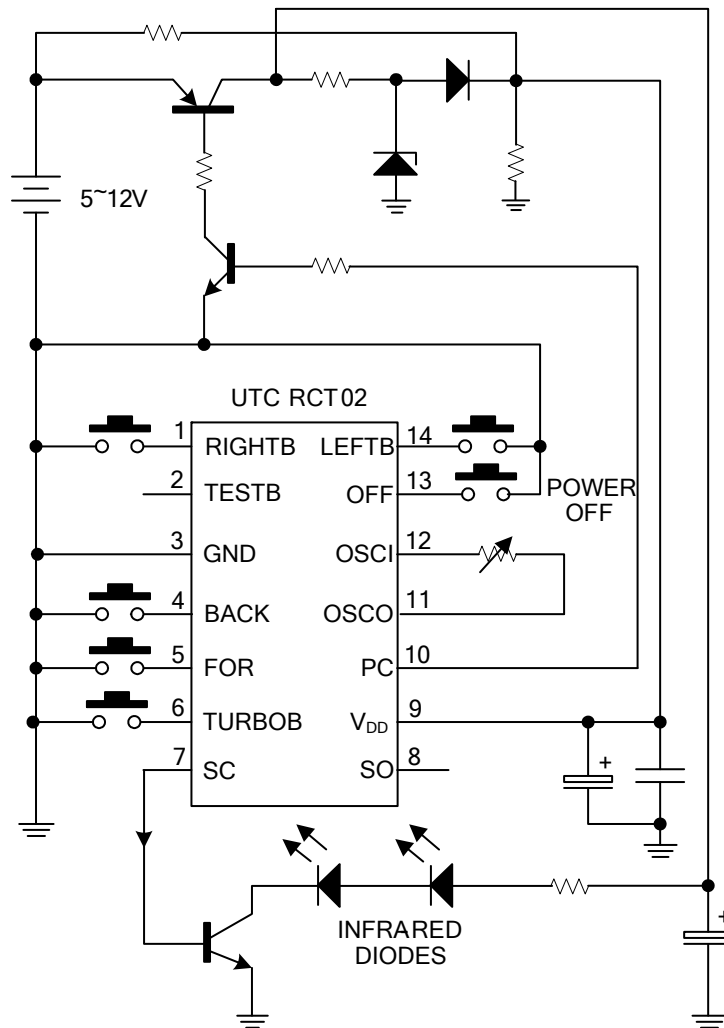 5~12V
UTC RCT02
1 RIGHTB LEFTB 14
2 TESTB OFF 13
POWER
OFF
3 GND OSCI 12
4 BACK OSCO 11
5 FOR PC 10
6 TURBOB VDD 9
7 SC SO 8
+
INFRARED
DIODES
+